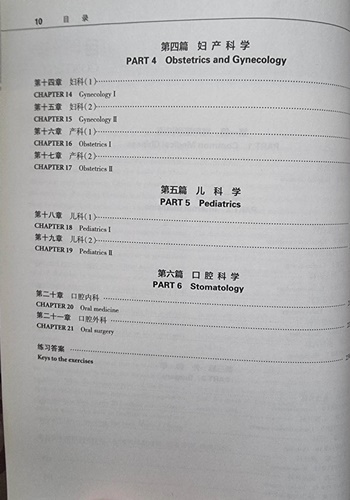 10 目 录
第四篇 妇产科学
PART 4 Obstetrics and Gynecology
第十四章 妇科(1)
CHAPTER 14 Gynecology Ⅰ
第十五章 妇科(2)
CHAPTER 15 Gynecology Ⅱ
第十六章 产科(1)
CHAPTER 16 Obstetrics Ⅰ
第十七章 产科(2)
CHAPTER 17 Obstetrics Ⅱ
第五篇 儿科学
PART 5 Pediatrics
第十八章 儿科(1)
CHAPTER 18 Pediatrics Ⅰ
第十九章 儿科(2)
CHAPTER 19 Pediatrics Ⅱ
第六篇 口腔科学
PART 6 Stomatology
第二十章 口腔内科
CHAPTER 20 Oral medicine
第二十一章 口腔外科
CHAPTER 21 Oral surgery
练习答案
Keys to the exercises